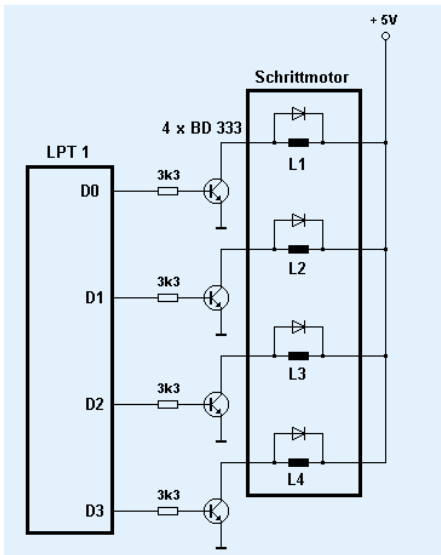 + 5V
Schrittmotor
4 x BD 333
LPT 1
L1
3k3
D0
L2
3k3
D1
L3
3k3
D2
L4
3k3
D3